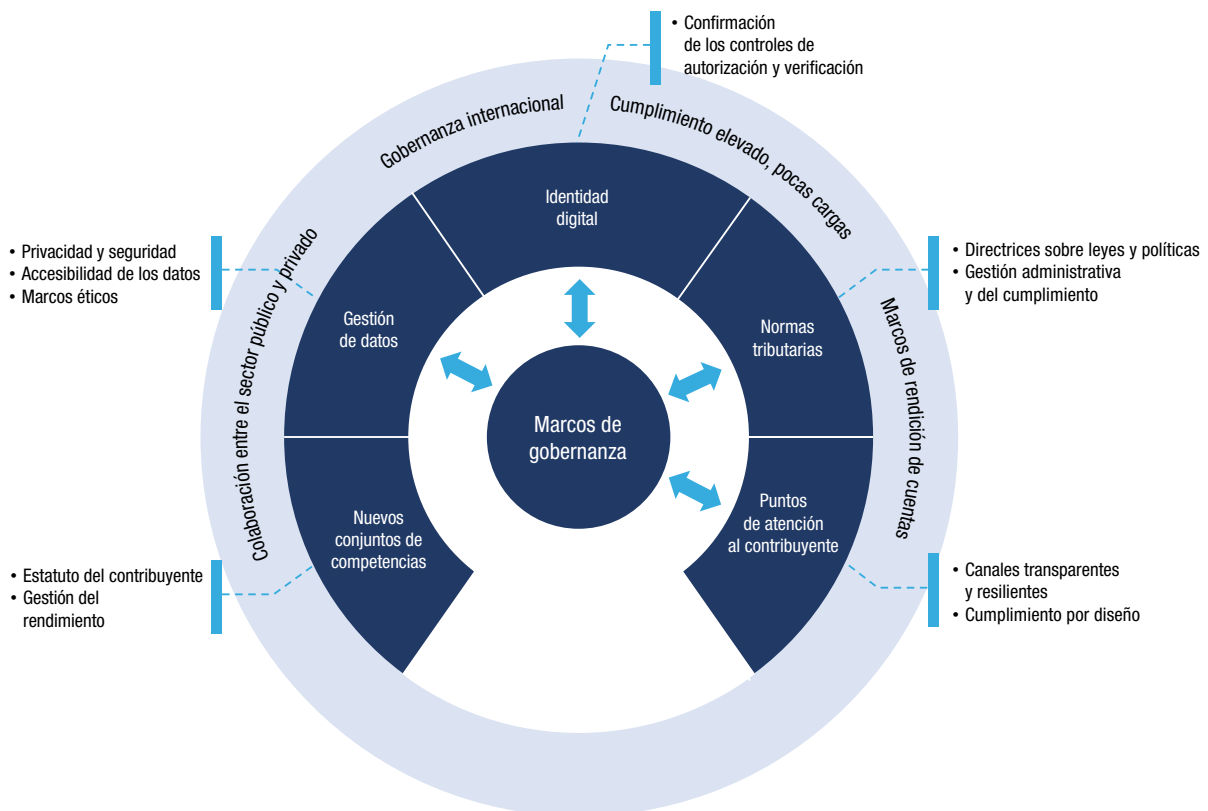 • Confirmación
de los controles de
autorización y verificación
Gobernanza internacional
Cumplimiento elevado, pocas cargas
Colaboración entre el sector público y privado
Marcos de rendición de cuentas
Identidad
digital
• Privacidad y seguridad
• Accesibilidad de los datos
• Marcos éticos
• Directrices sobre leyes y políticas
• Gestión administrativa
y del cumplimiento
Gestión
de datos
Normas
tributarias
Marcos de
gobernanza
Nuevos
conjuntos de
competencias
Puntos
de atención
al contribuyente
• Estatuto del contribuyente
• Gestión del
rendimiento
• Canales transparentes
y resilientes
• Cumplimiento por diseño